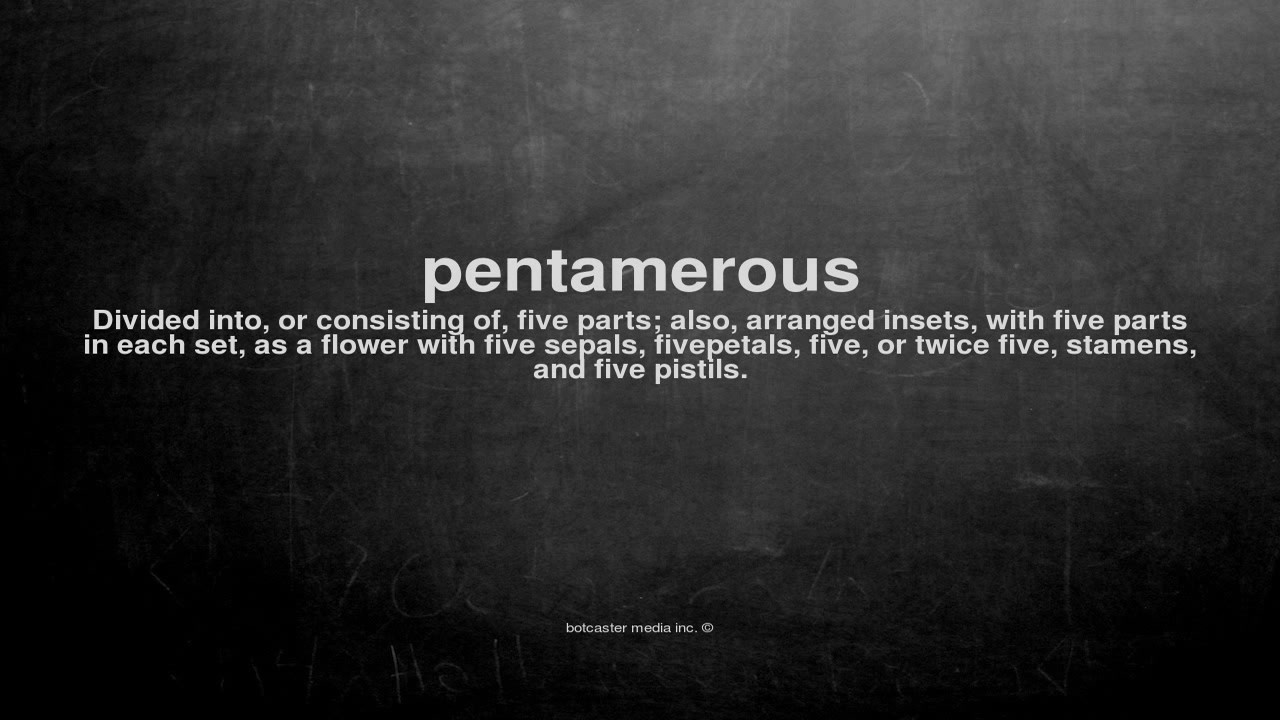 pentamerous
Divided into, or consisting of, five parts; also, arranged insets, with five parts
in each set, as a flower with five sepals, fivepetals, five, or twice five, stamens,
and five pistils.
botcaster media inc. ©